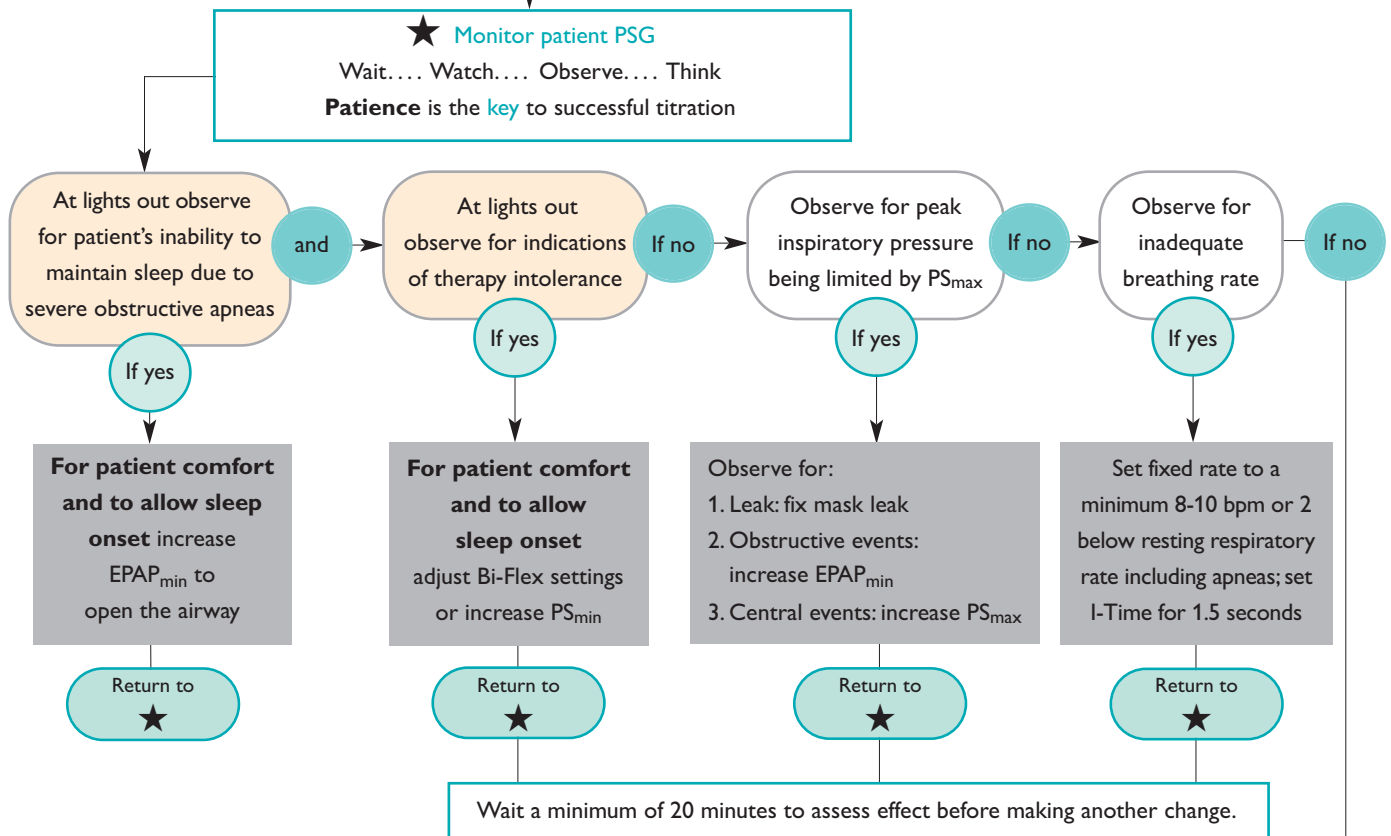 ★ Monitor patient PSG
Wait.... Watch.... Observe.... Think
Patience is the key to successful titration
At lights out observe
for patient's inability to
maintain sleep due to
severe obstructive apneas
and
If yes
For patient comfort
and to allow sleep
onset increase
EPAPmin to
open the airway
Return to
★
At lights out
observe for indications
of therapy intolerance
If no
If yes
For patient comfort
and to allow
sleep onset
adjust Bi-Flex settings
or increase PSmin
Return to
★
Observe for peak
inspiratory pressure
being limited by PSmax
If no
If yes
Observe for:
1. Leak: fix mask leak
2. Obstructive events:
increase EPAPmin
3. Central events: increase PSmax
Return to
★
Observe for
inadequate
breathing rate
If no
If yes
Set fixed rate to a
minimum 8-10 bpm or 2
below resting respiratory
rate including apneas; set
I-Time for 1.5 seconds
Return to
★
Wait a minimum of 20 minutes to assess effect before making another change.